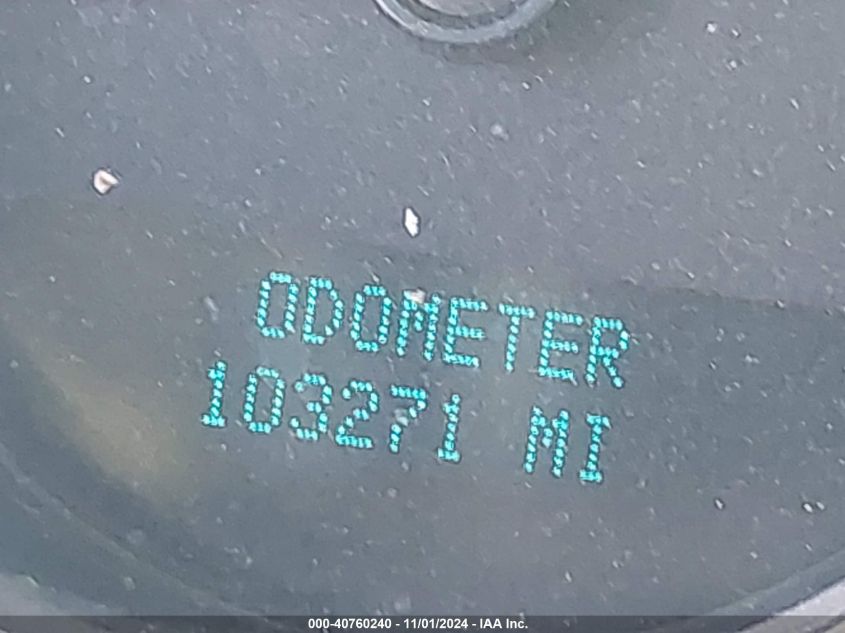 ODOMETER
103271 MI
000-40760240 - 11/01/2024 - IAA Inc.